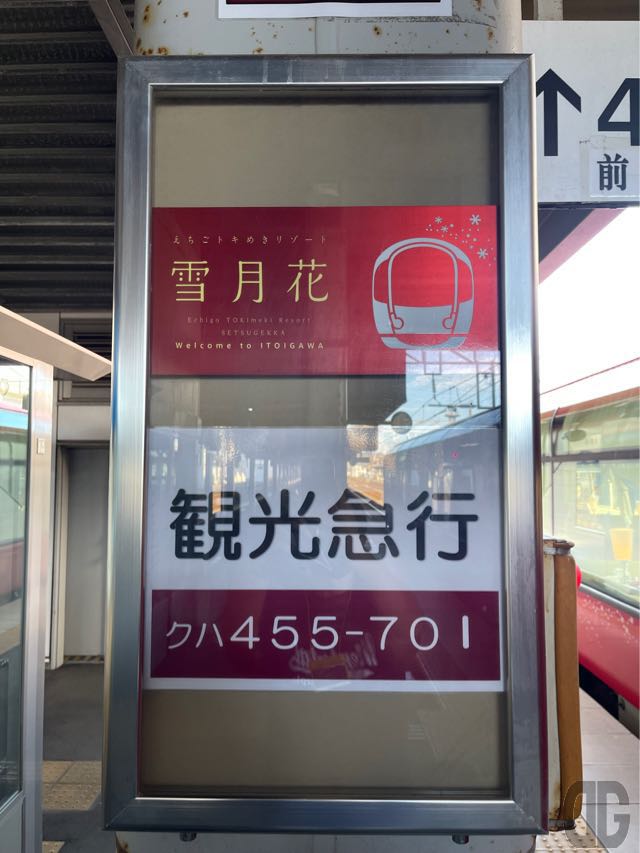 えちごトキめきリゾート
雪月花
Echigo TOKImeki Resort
SETSUGEKKA
Welcome to ITOIGAWA
観光急行
クハ455-701
↑4
前